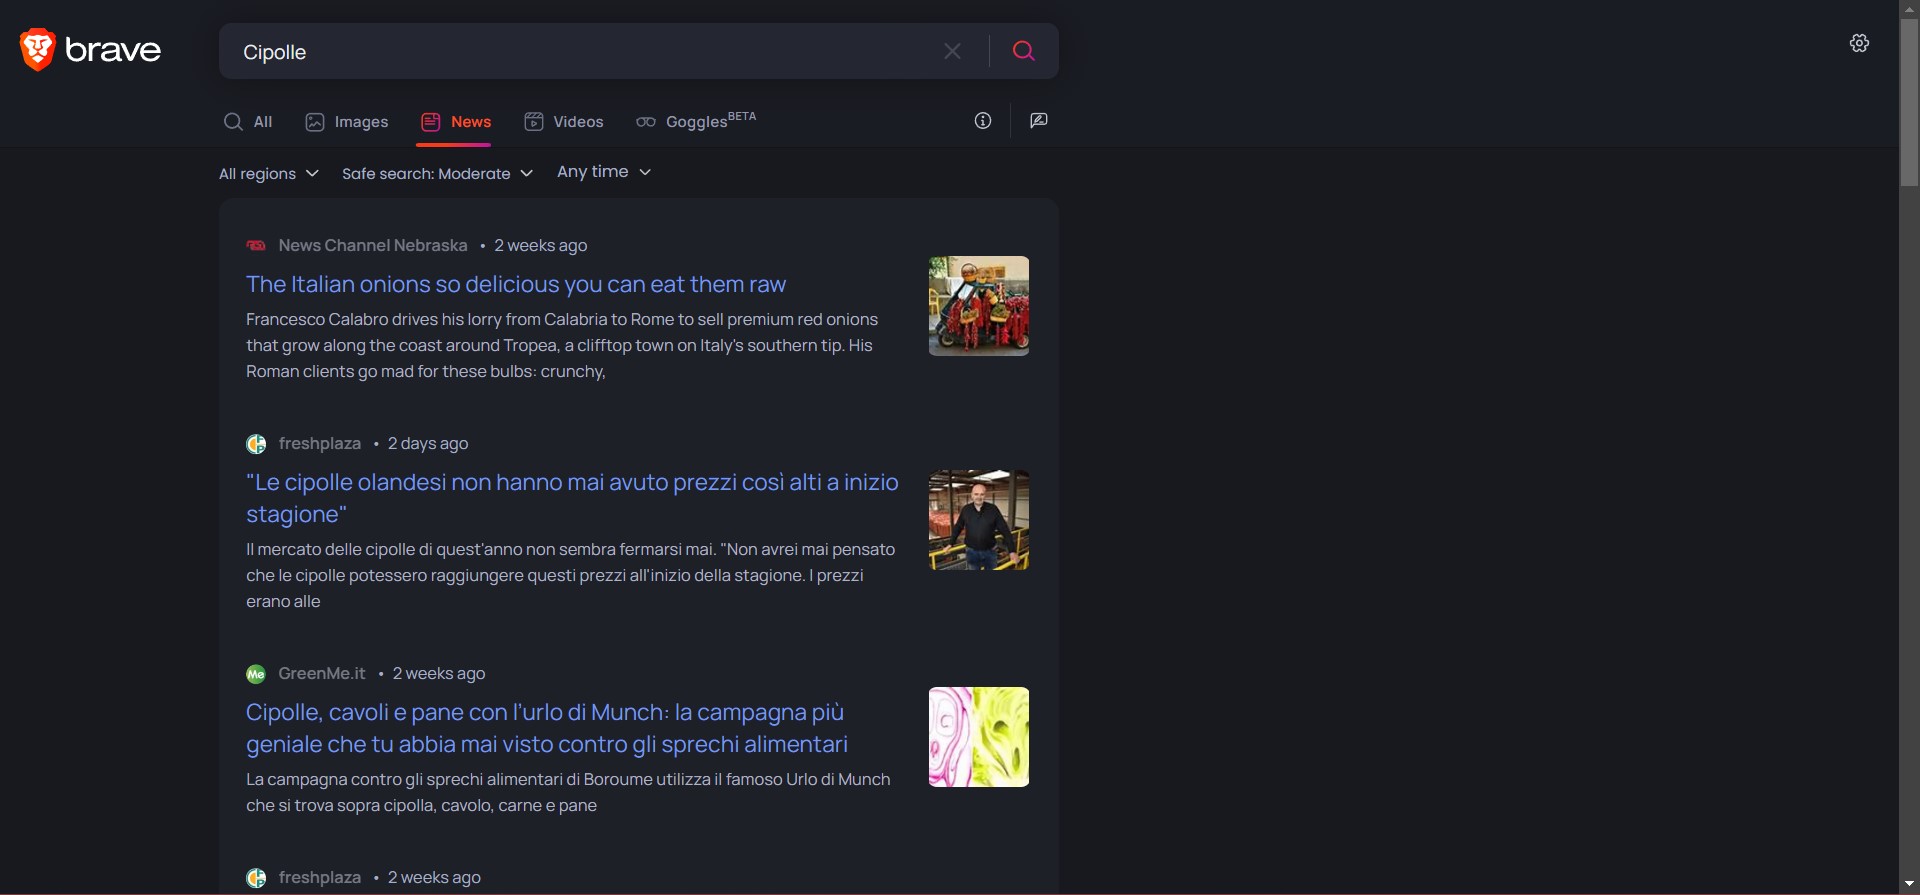 brave
Cipolle
All
Images
News
Videos
Goggles BETA
All regions
Safe search: Moderate
Any time
News Channel Nebraska • 2 weeks ago
The Italian onions so delicious you can eat them raw
Francesco Calabro drives his lorry from Calabria to Rome to sell premium red onions
that grow along the coast around Tropea, a clifftop town on Italy's southern tip. His
Roman clients go mad for these bulbs: crunchy,
freshplaza • 2 days ago
"Le cipolle olandesi non hanno mai avuto prezzi così alti a inizio
stagione"
Il mercato delle cipolle di quest'anno non sembra fermarsi mai. "Non avrei mai pensato
che le cipolle potessero raggiungere questi prezzi all'inizio della stagione. I prezzi
erano alle
Me GreenMe.it • 2 weeks ago
Cipolle, cavoli e pane con l'urlo di Munch: la campagna più
geniale che tu abbia mai visto contro gli sprechi alimentari
La campagna contro gli sprechi alimentari di Boroume utilizza il famoso Urlo di Munch
che si trova sopra cipolla, cavolo, carne e pane
freshplaza • 2 weeks ago